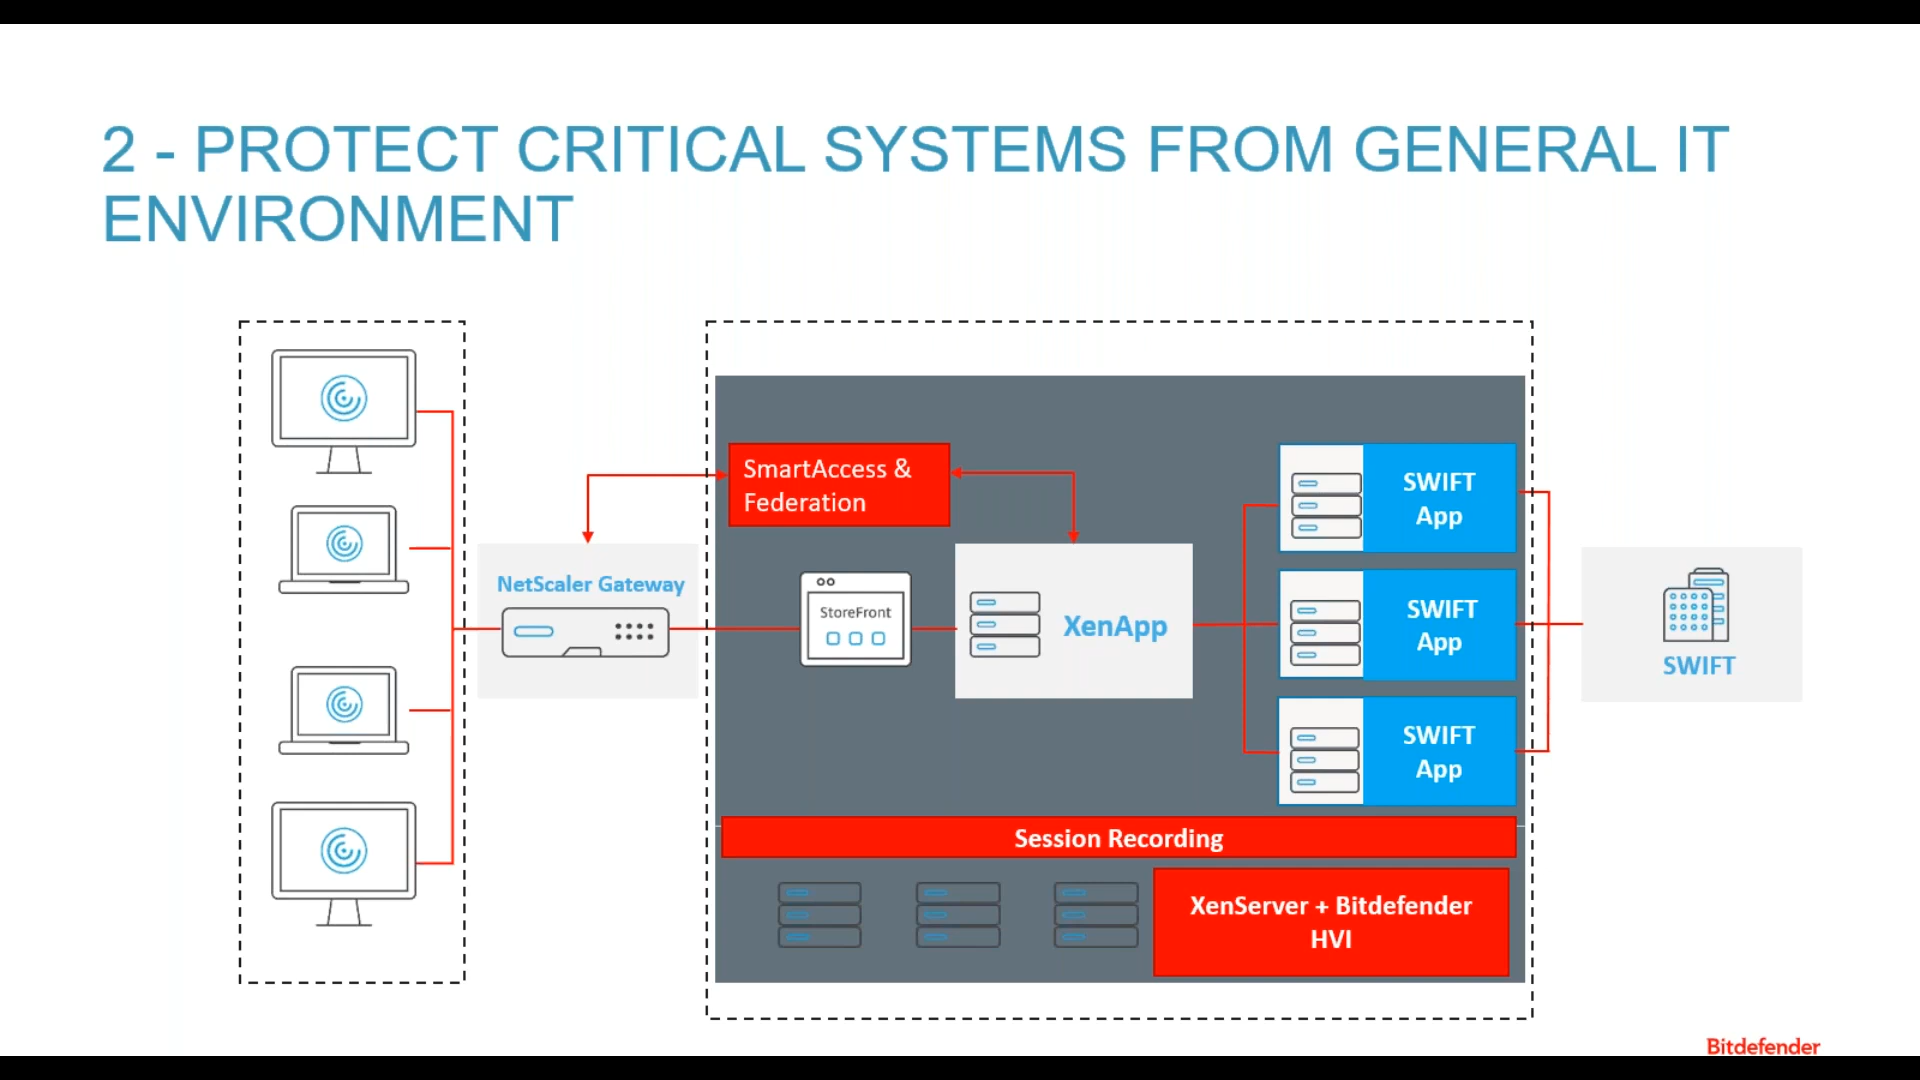 2 - PROTECT CRITICAL SYSTEMS FROM GENERAL IT
ENVIRONMENT
SmartAccess &
Federation
NetScaler Gateway
StoreFront
XenApp
SWIFT
App
SWIFT
App
SWIFT
App
SWIFT
Session Recording
XenServer + Bitdefender
HVI
Bitdefender